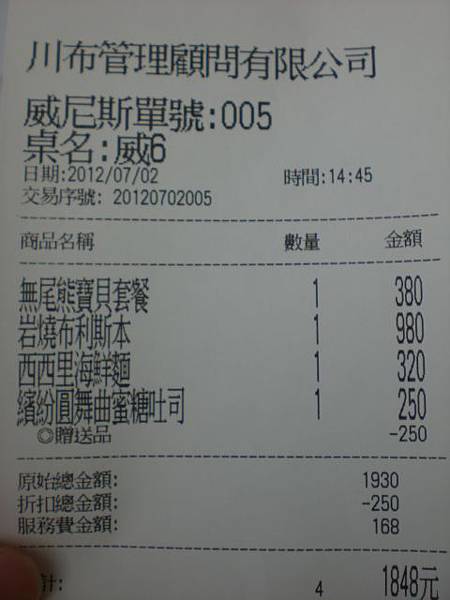 川布管理顧問有限公司
威尼斯單號:005
桌名:威6
日期:2012/07/02 時間:14:45
交易序號: 20120702005
商品名稱 數量 金額
無尾熊寶貝套餐 1 380
岩燒布利斯本 1 980
西西里海鮮麵 1 320
繽紛圓舞曲蜜糖吐司 1 250
◎贈送品 -250
原始總金額: 1930
折扣總金額: -250
服務費金額: 168
計: 4 1848元